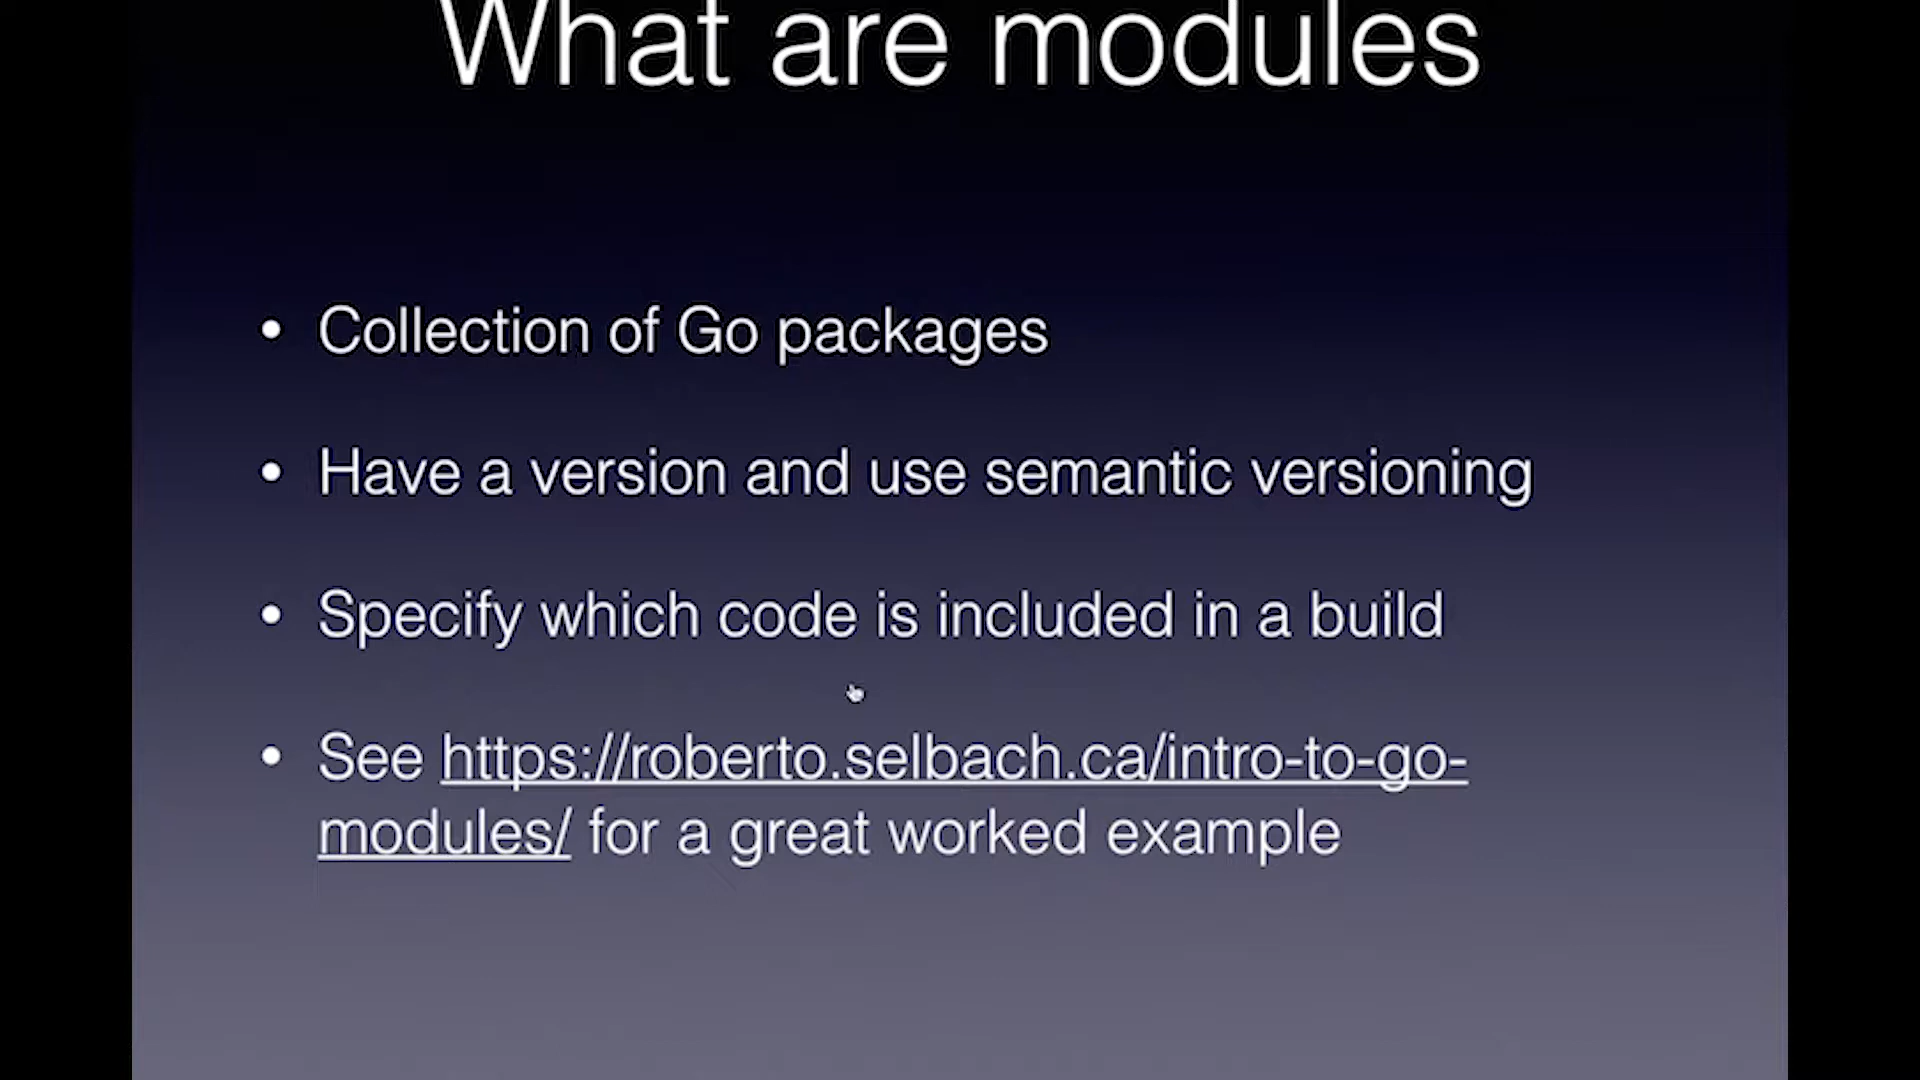 What are modules
• Collection of Go packages
• Have a version and use semantic versioning
• Specify which code is included in a build
• See https://roberto.selbach.ca/intro-to-go-
modules/ for a great worked example